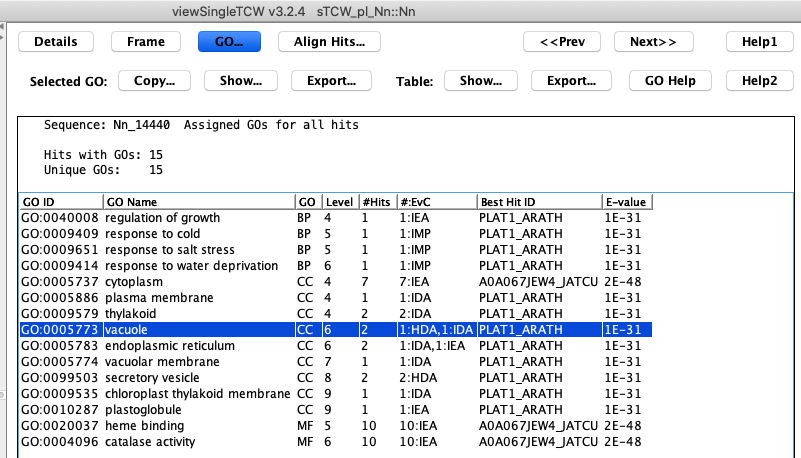 viewSingleTCW v3.2.4   sTCW_pl_Nn::Nn
Details Frame GO... Align Hits... <<Prev Next>> Help1
Selected GO: Copy... Show... Export... Table: Show... Export... GO Help Help2
Sequence: Nn_14440  Assigned GOs for all hits
Hits with GOs: 15
Unique GOs:    15
GO ID GO Name GO Level #Hits #:EvC Best Hit ID E-value
GO:0040008 regulation of growth BP 4 1 1:IEA PLAT1_ARATH 1E-31
GO:0009409 response to cold BP 5 1 1:IMP PLAT1_ARATH 1E-31
GO:0009651 response to salt stress BP 5 1 1:IMP PLAT1_ARATH 1E-31
GO:0009414 response to water deprivation BP 6 1 1:IMP PLAT1_ARATH 1E-31
GO:0005737 cytoplasm CC 4 7 7:IEA A0A067JEW4_JATCU 2E-48
GO:0005886 plasma membrane CC 4 1 1:IDA PLAT1_ARATH 1E-31
GO:0009579 thylakoid CC 4 2 2:IDA PLAT1_ARATH 1E-31
GO:0005773 vacuole CC 6 2 1:HDA,1:IDA PLAT1_ARATH 1E-31
GO:0005783 endoplasmic reticulum CC 6 2 1:IDA,1:IEA PLAT1_ARATH 1E-31
GO:0005774 vacuolar membrane CC 7 1 1:IDA PLAT1_ARATH 1E-31
GO:0099503 secretory vesicle CC 8 2 2:HDA PLAT1_ARATH 1E-31
GO:0009535 chloroplast thylakoid membrane CC 9 1 1:IDA PLAT1_ARATH 1E-31
GO:0010287 plastoglobule CC 9 1 1:IEA PLAT1_ARATH 1E-31
GO:0020037 heme binding MF 5 10 10:IEA A0A067JEW4_JATCU 2E-48
GO:0004096 catalase activity MF 6 10 10:IEA A0A067JEW4_JATCU 2E-48